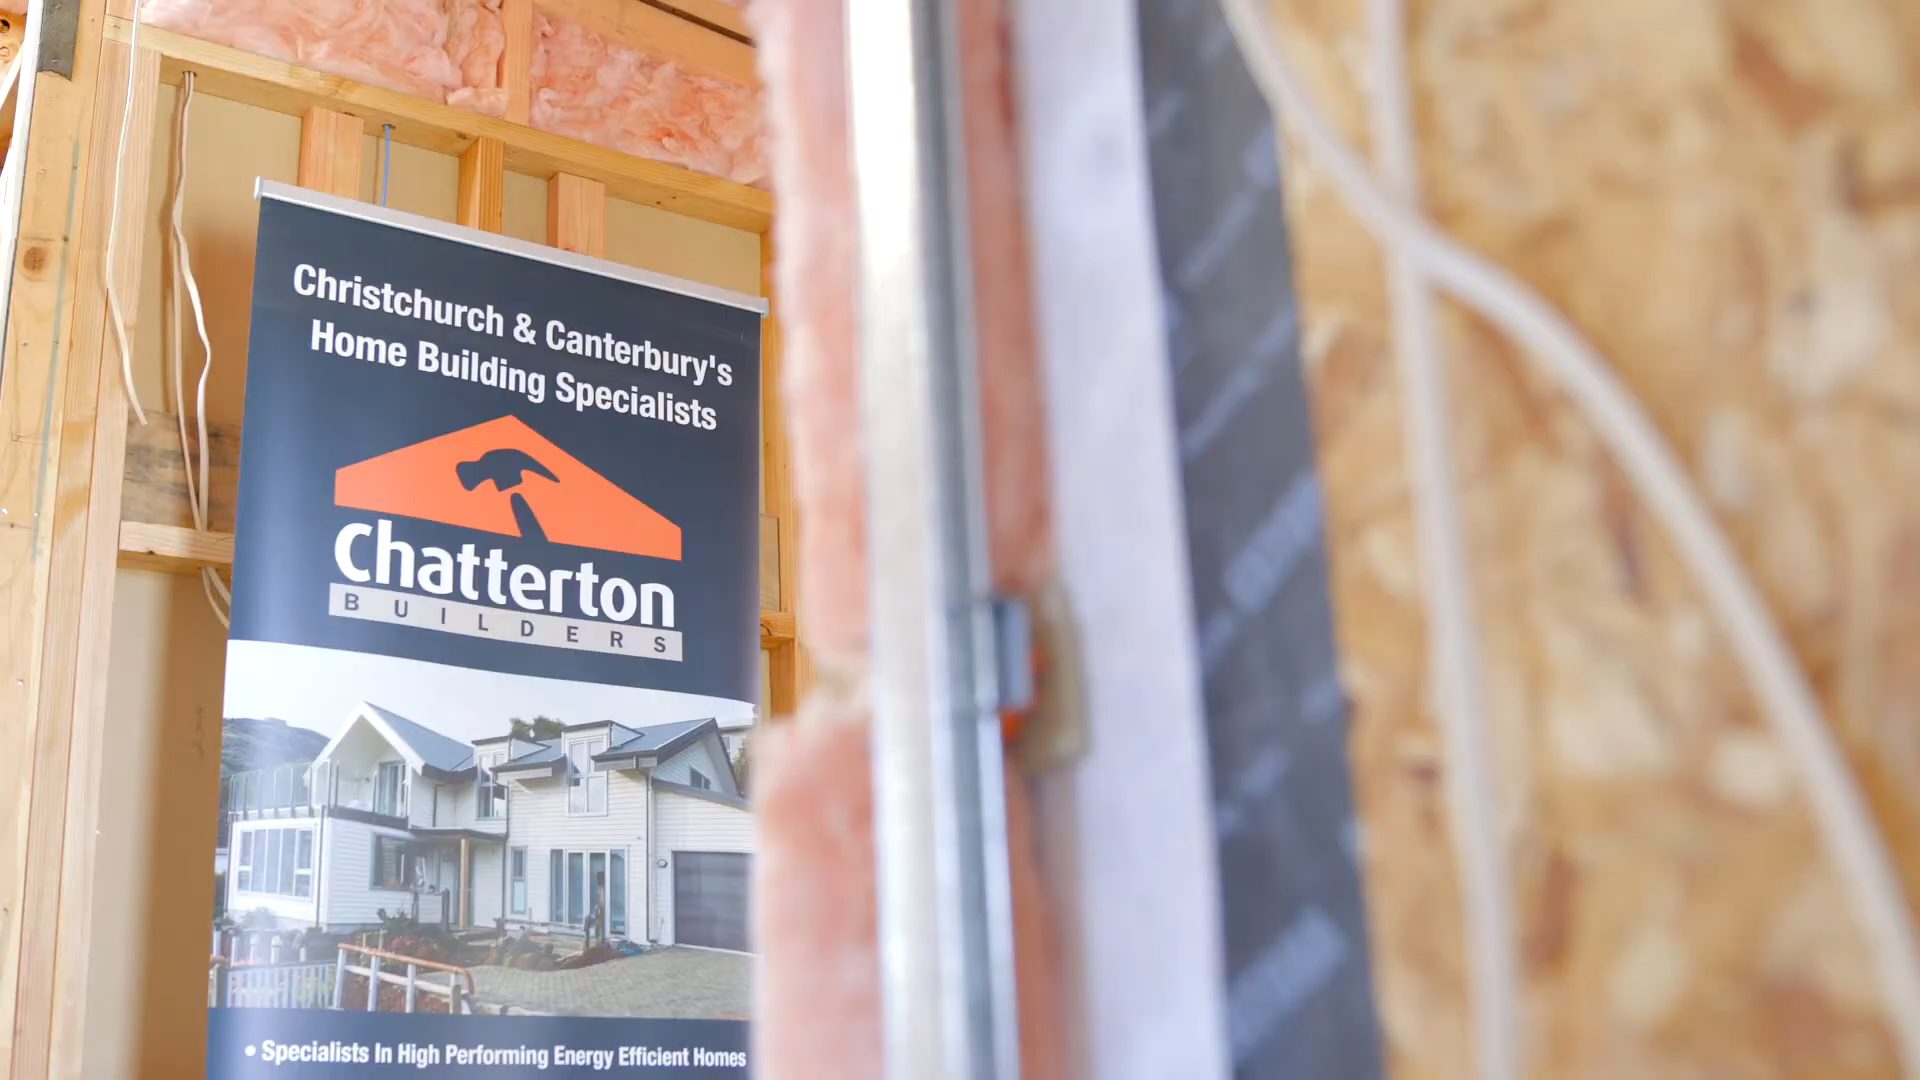 Christchurch & Canterbury's
Home Building Specialists
Chatterton
BUILDERS
• Specialists In High Performing Energy Efficient Homes